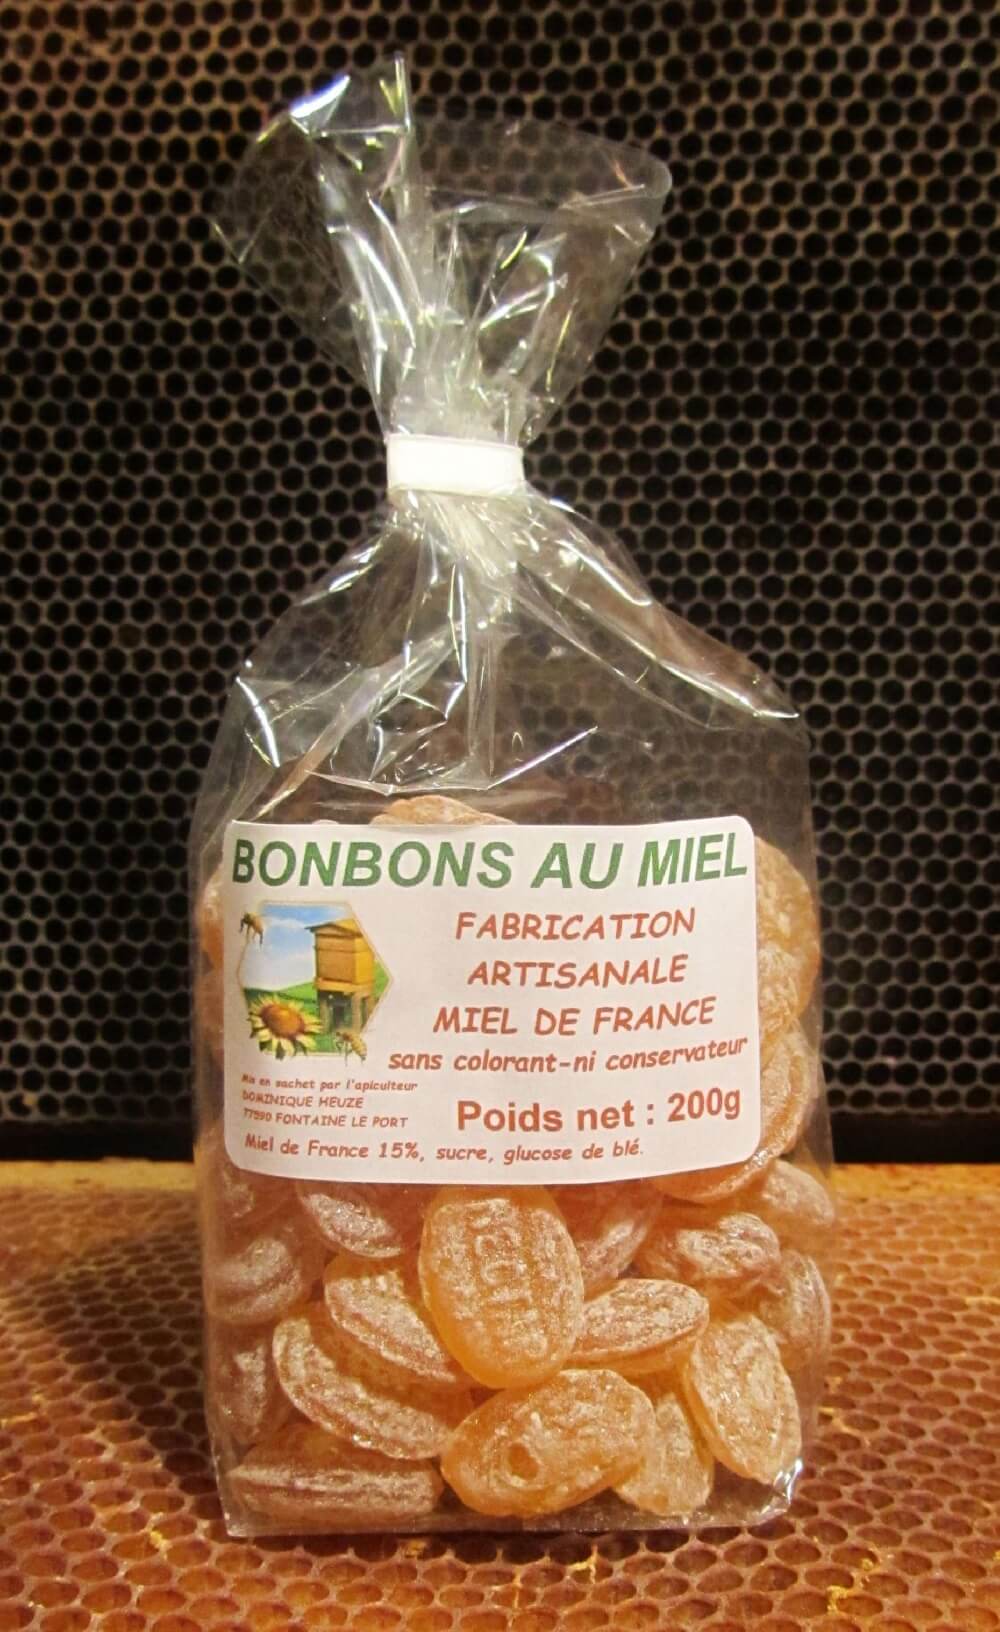 BONBONS AU MIEL
FABRICATION
ARTISANALE
MIEL DE FRANCE
sans colorant-ni conservateur
Mis en sachet par l'apiculteur
DOMINIQUE HEUZE
77590 FONTAINE LE PORT
Poids net : 200g
Miel de France 15%, sucre, glucose de blé.